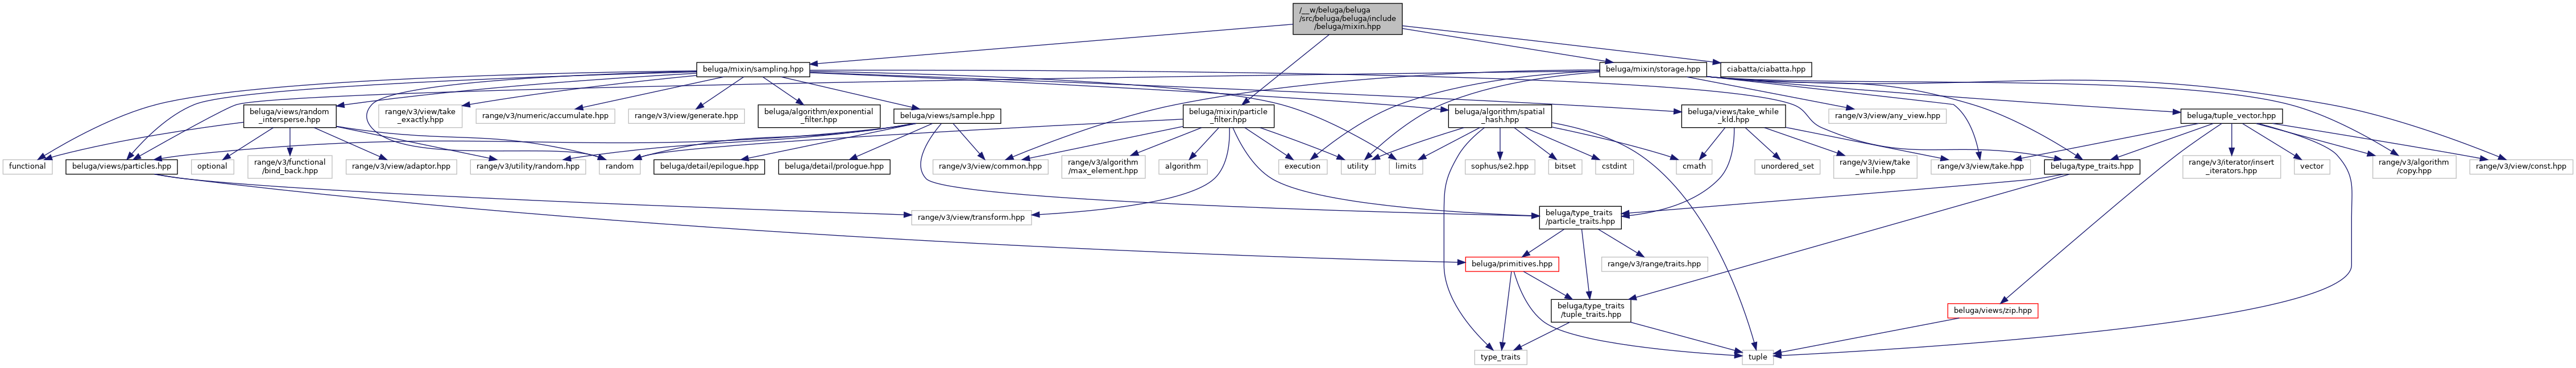 /__w/beluga/beluga
/src/beluga/beluga/include
/beluga/mixin.hpp
beluga/mixin/sampling.hpp
beluga/mixin/storage.hpp
ciabatta/ciabatta.hpp
beluga/views/random
_intersperse.hpp
range/v3/view/take
_exactly.hpp
range/v3/numeric/accumulate.hpp
range/v3/view/generate.hpp
beluga/algorithm/exponential
_filter.hpp
beluga/views/sample.hpp
beluga/mixin/particle
_filter.hpp
beluga/algorithm/spatial
_hash.hpp
beluga/views/take_while
_kld.hpp
range/v3/view/any_view.hpp
beluga/tuple_vector.hpp
functional
beluga/views/particles.hpp
optional
range/v3/functional
/bind_back.hpp
range/v3/view/adaptor.hpp
range/v3/utility/random.hpp
random
beluga/detail/epilogue.hpp
beluga/detail/prologue.hpp
range/v3/view/common.hpp
range/v3/algorithm
/max_element.hpp
algorithm
execution
utility
limits
sophus/se2.hpp
bitset
cstdint
cmath
unordered_set
range/v3/view/take
_while.hpp
range/v3/view/take.hpp
beluga/type_traits.hpp
range/v3/iterator/insert
_iterators.hpp
vector
range/v3/algorithm
/copy.hpp
range/v3/view/const.hpp
range/v3/view/transform.hpp
beluga/type_traits
/particle_traits.hpp
beluga/primitives.hpp
range/v3/range/traits.hpp
beluga/type_traits
/tuple_traits.hpp
beluga/views/zip.hpp
type_traits
tuple